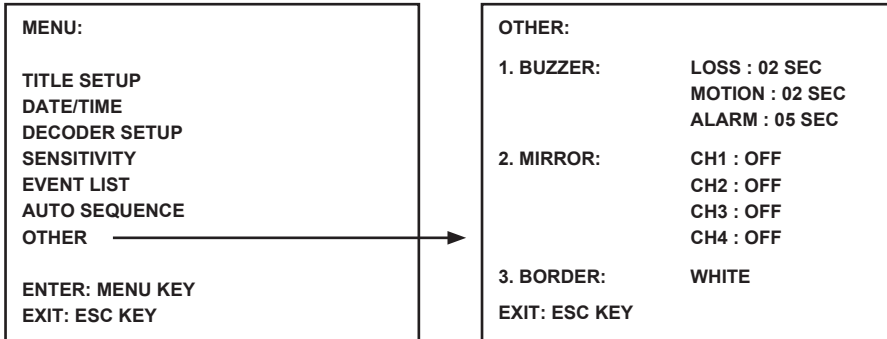 MENU:
TITLE SETUP
DATE/TIME
DECODER SETUP
SENSITIVITY
EVENT LIST
AUTO SEQUENCE
OTHER
ENTER: MENU KEY
EXIT: ESC KEY
OTHER:
1. BUZZER: LOSS : 02 SEC
MOTION : 02 SEC
ALARM : 05 SEC
2. MIRROR: CH1 : OFF
CH2 : OFF
CH3 : OFF
CH4 : OFF
3. BORDER: WHITE
EXIT: ESC KEY